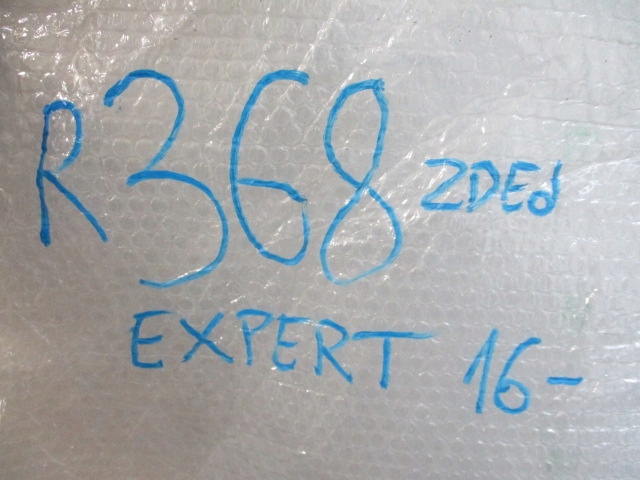 R368 ZDEd
EXPERT 16-